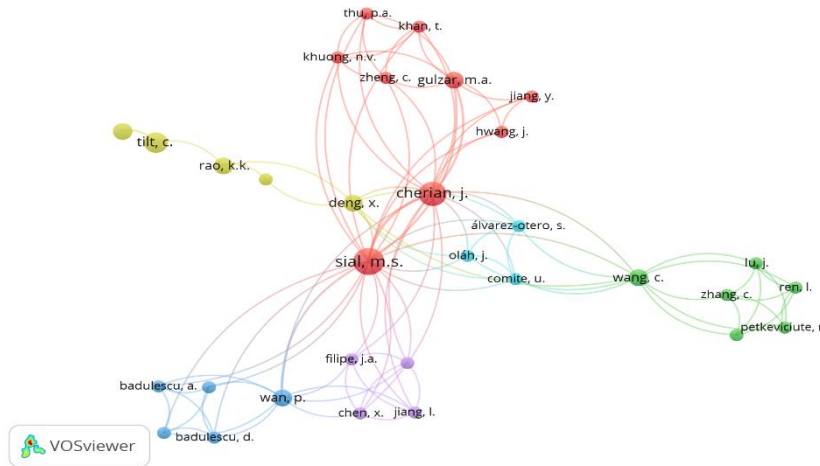 thu, p.a.
khan, t.
khuong, n.v.
zheng, c.
gulzar, m.a.
jiang, y.
hwang, j.
tilt, c.
rao, k.k.
cherian, j.
deng, x.
álvarez-otero, s.
oláh, j.
sial, m.s.
comite, u.
wang, c.
lu, j.
ren, l.
zhang, c.
petkeviciute,
filipe, j.a.
badulescu, a.
wan, p.
chen, x.
jiang, l.
badulescu, d.
VOSviewer